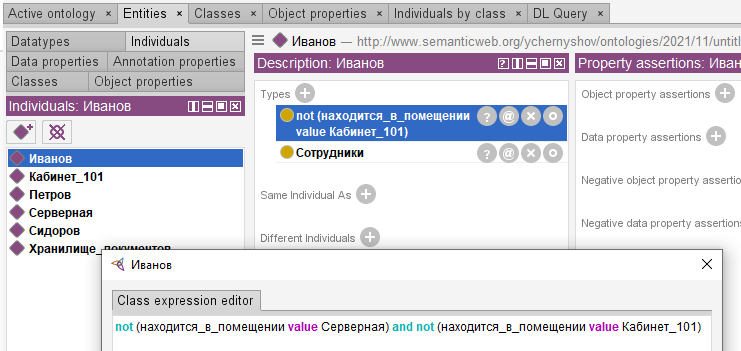 Active ontology × Entities × Classes × Object properties × Individuals by class × DL Query ×
Datatypes Individuals
Data properties Annotation properties
Classes Object properties
Individuals: Иванов
Иванов
Кабинет_101
Петров
Серверная
Сидоров
Хранилище_документов
Иванов — http://www.semanticweb.org/ychernyshov/ontologies/2021/11/untitl
Description: Иванов
Types
not (находится_в_помещении
value Кабинет_101)
Сотрудники
Same Individual As
Different Individuals
Property assertions: Иван
Object property assertions
Data property assertions
Negative object property assertio
Negative data property assertions
Иванов
Class expression editor
not (находится_в_помещении value Серверная) and not (находится_в_помещении value Кабинет_101)